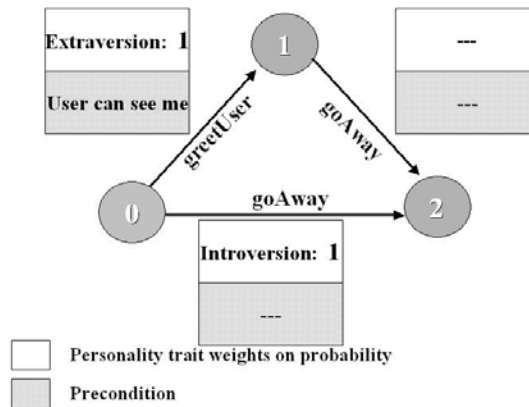 Extraversion: 1
User can see me
1
---
---
greetUser
goAway
0
goAway
2
Introversion: 1
---
Personality trait weights on probability
Precondition